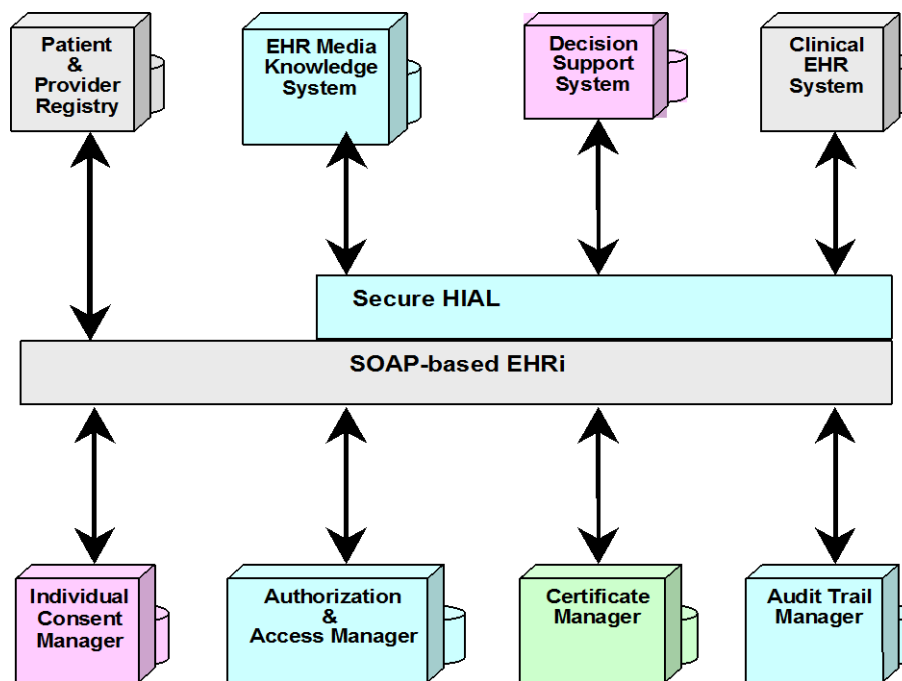 Patient
&
Provider
Registry
EHR Media
Knowledge
System
Decision
Support
System
Clinical
EHR
System
Secure HIAL
SOAP-based EHRi
Individual
Consent
Manager
Authorization
&
Access Manager
Certificate
Manager
Audit Trail
Manager